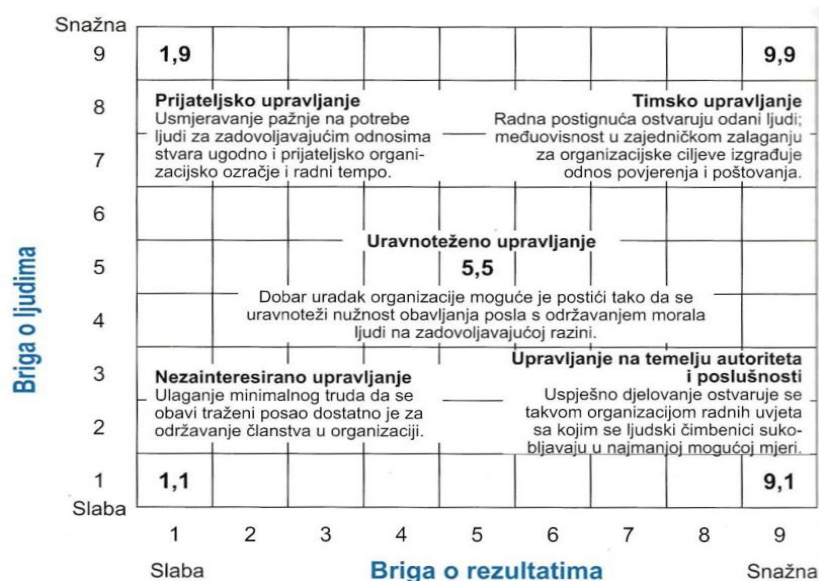 Snažna
9
1,9
9,9
8
Prijateljsko upravljanje
Usmjeravanje pažnje na potrebe
ljudi za zadovoljavajućim odnosima
stvara ugodno i prijateljsko organi-
zacijsko ozračje i radni tempo.
Timsko upravljanje
Radna postignuća ostvaruju odani ljudi;
međuovisnost u zajedničkom zalaganju
za organizacijske ciljeve izgrađuje
odnos povjerenja i poštovanja.
7
6
Uravnoteženo upravljanje
5
5,5
Dobar uradak organizacije moguće je postići tako da se
uravnoteži nužnost obavljanja posla s održavanjem morala
ljudi na zadovoljavajućoj razini.
4
Briga o ljudima
3
Nezainteresirano upravljanje
Ulaganje minimalnog truda da se
obavi traženi posao dostatno je za
održavanje članstva u organizaciji.
Upravljanje na temelju autoriteta
i poslušnosti
Uspješno djelovanje ostvaruje se
takvom organizacijom radnih uvjeta
sa kojim se ljudski čimbenici suko-
bljavaju u najmanjoj mogućoj mjeri.
2
1
1,1
9,1
Slaba
1 2 3 4 5 6 7 8 9
Slaba
Briga o rezultatima
Snažna